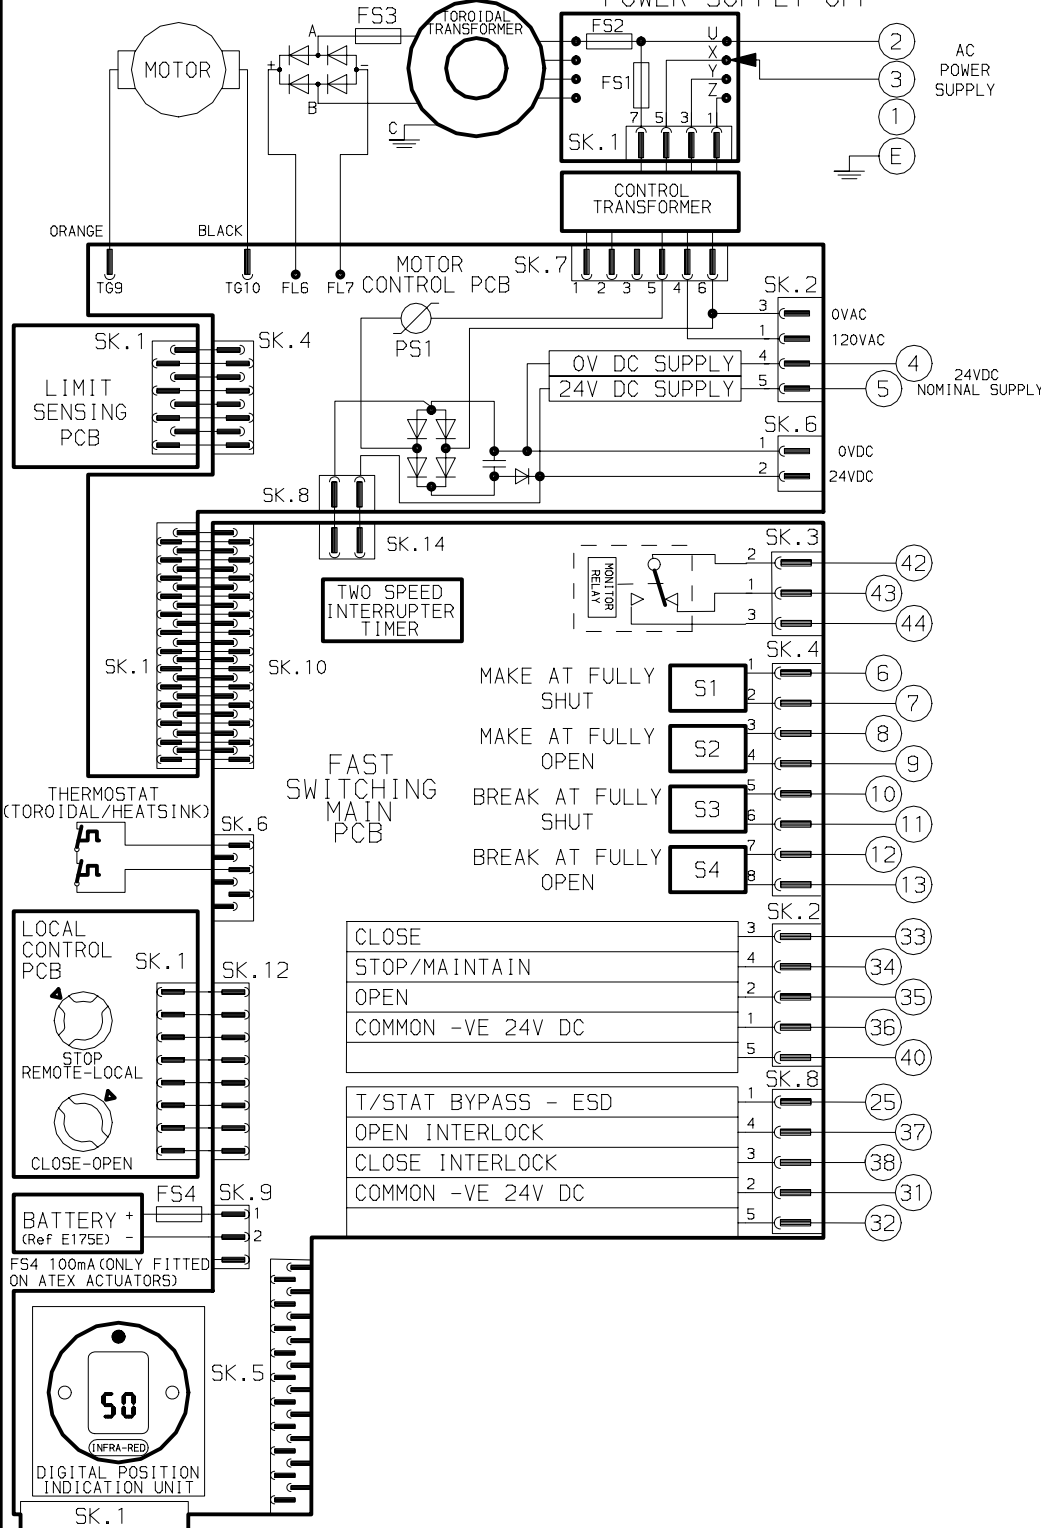 POWER SUPPLY OFF
FS3
TOROIDAL
TRANSFORMER
FS2
A
B
C
+
-
MOTOR
FS1
U
X
Y
Z
7 5 3 1
SK.1
2
3
1
E
AC
POWER
SUPPLY
CONTROL
TRANSFORMER
ORANGE
BLACK
TG9
TG10
FL6
FL7
MOTOR
CONTROL PCB
SK.7
1 2 3 5 4 6
SK.2
3 0VAC
1 120VAC
PS1
0V DC SUPPLY 4 4
24V DC SUPPLY 5 5
24VDC
NOMINAL SUPPLY
SK.1
SK.4
LIMIT
SENSING
PCB
SK.6
1 0VDC
2 24VDC
SK.8
SK.14
TWO SPEED
INTERRUPTER
TIMER
MONITOR
RELAY
SK.3
2 42
1 43
3 44
SK.1
SK.10
SK.4
MAKE AT FULLY
SHUT
S1
1 6
2 7
MAKE AT FULLY
OPEN
S2
3 8
4 9
BREAK AT FULLY
SHUT
S3
5 10
6 11
BREAK AT FULLY
OPEN
S4
7 12
8 13
FAST
SWITCHING
MAIN
PCB
THERMOSTAT
(TOROIDAL/HEATSINK)
SK.6
SK.2
CLOSE 3 33
STOP/MAINTAIN 4 34
OPEN 2 35
COMMON -VE 24V DC 1 36
5 40
LOCAL
CONTROL
PCB
SK.1
SK.12
STOP
REMOTE-LOCAL
CLOSE-OPEN
SK.8
T/STAT BYPASS - ESD 1 25
OPEN INTERLOCK 4 37
CLOSE INTERLOCK 3 38
COMMON -VE 24V DC 2 31
5 32
BATTERY + -
(Ref E175E)
FS4
SK.9
1
2
FS4 100mA(ONLY FITTED
ON ATEX ACTUATORS)
SK.5
50
INFRA-RED
DIGITAL POSITION
INDICATION UNIT
SK.1